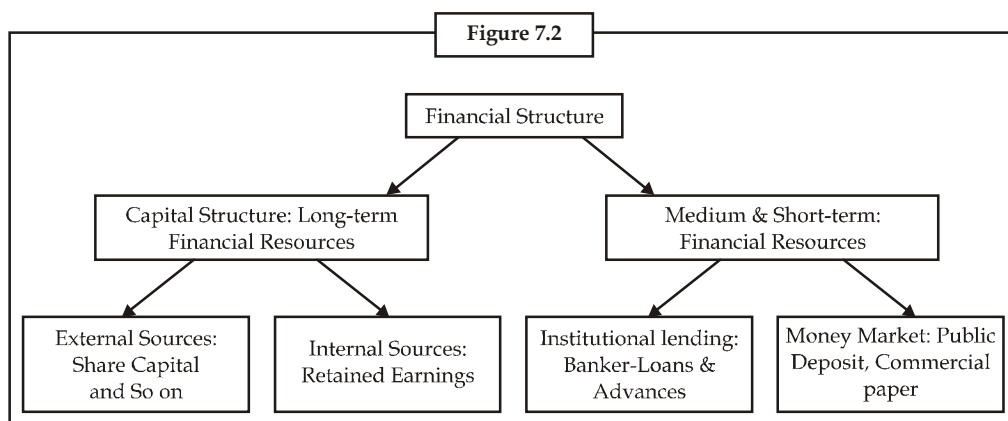 Figure 7.2
Financial Structure
Capital Structure: Long-term
Financial Resources
Medium & Short-term:
Financial Resources
External Sources:
Share Capital
and So on
Internal Sources:
Retained Earnings
Institutional lending:
Banker-Loans &
Advances
Money Market: Public
Deposit, Commercial
paper